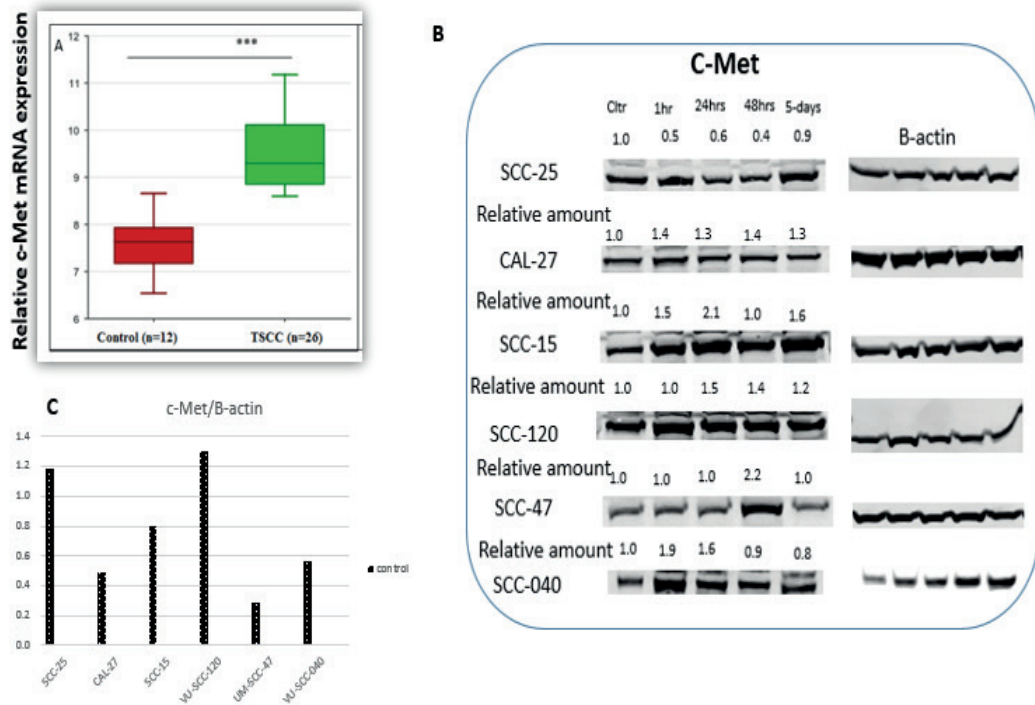 A
***
Relative c-Met mRNA expression
12
11
10
9
8
7
6
Control (n=12) TSCC (n=26)
B
C-Met
Cltr 1hr 24hrs 48hrs 5-days
1.0 0.5 0.6 0.4 0.9
B-actin
SCC-25
Relative amount
1.0 1.4 1.3 1.4 1.3
CAL-27
Relative amount 1.0 1.5 2.1 1.0 1.6
SCC-15
Relative amount 1.0 1.0 1.5 1.4 1.2
SCC-120
Relative amount 1.0 1.0 1.0 2.2 1.0
SCC-47
Relative amount 1.0 1.9 1.6 0.9 0.8
SCC-040
C
c-Met/B-actin
1.4
1.2
1.0
0.8
0.6
0.4
0.2
0.0
control
SCC-25 CAL-27 SCC-15 VU-SCC-120 UM-SCC-47 VU-SCC-040